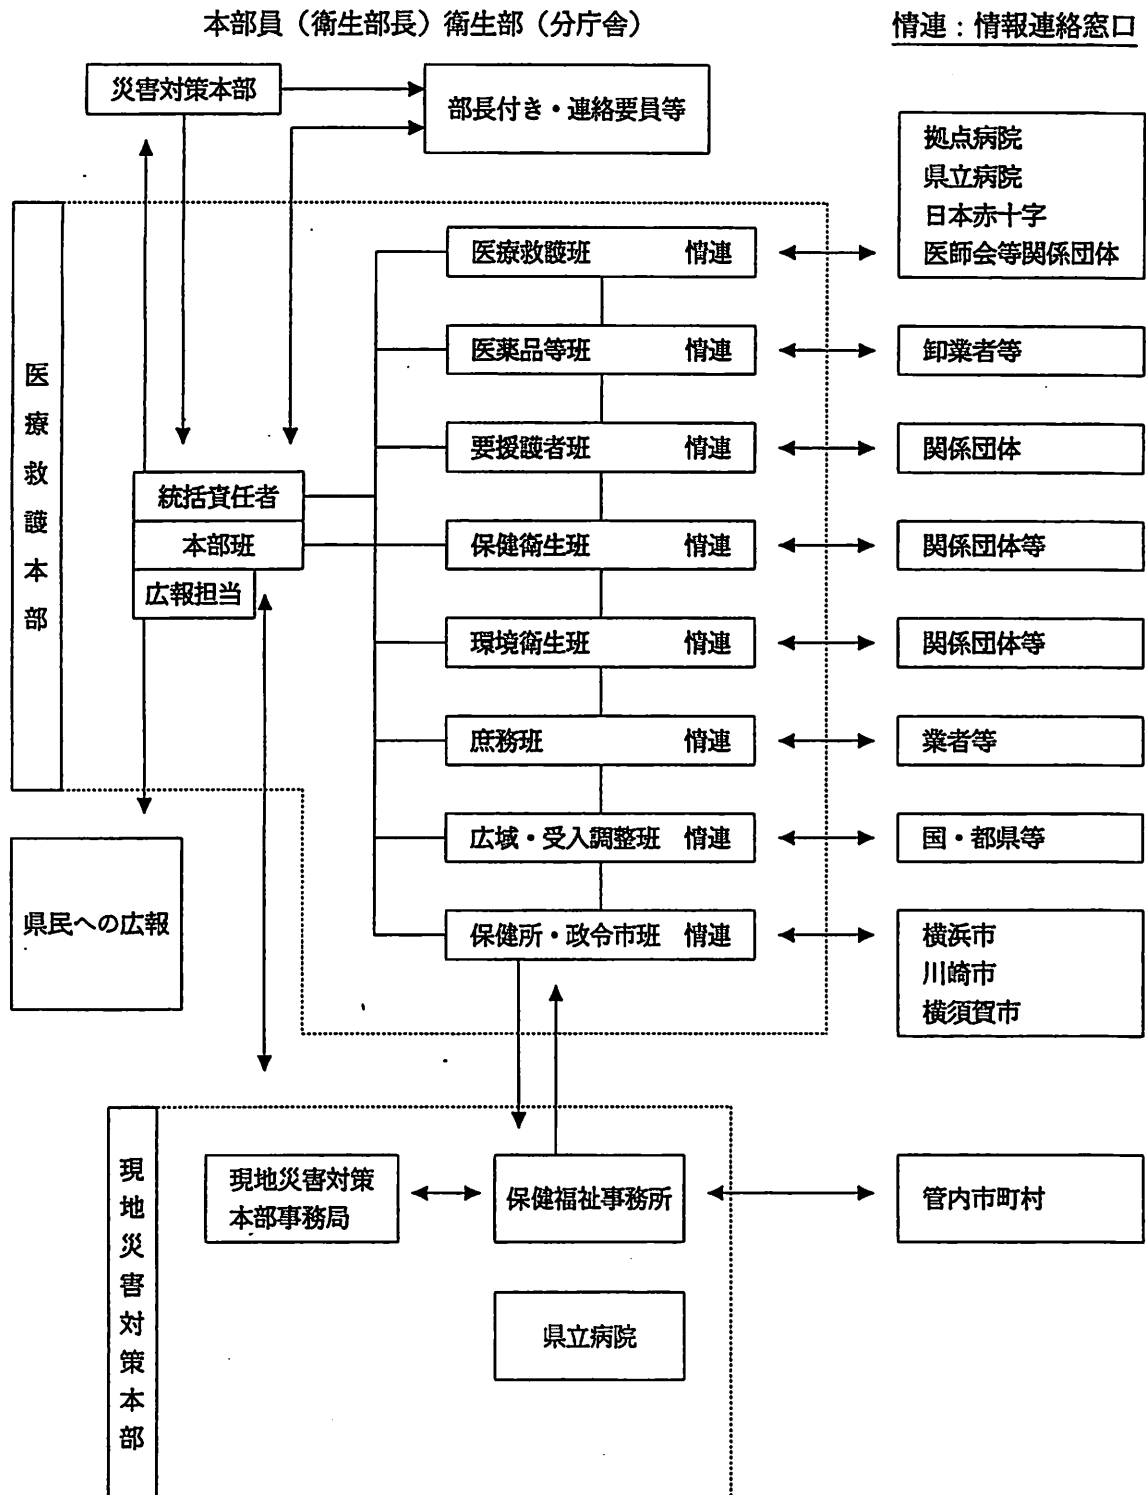 本部員（衛生部長）衛生部（分庁舎）
情連：情報連絡窓口
災害対策本部
部長付き・連絡要員等
拠点病院
県立病院
日本赤十字
医師会等関係団体
医療救護本部
医療救護班 情連
医薬品等班 情連
卸業者等
要援護者班 情連
関係団体
統括責任者
本部班
広報担当
保健衛生班 情連
関係団体等
環境衛生班 情連
関係団体等
庶務班 情連
業者等
広域・受入調整班 情連
国・都県等
県民への広報
保健所・政令市班 情連
横浜市
川崎市
横須賀市
現地災害対策本部
現地災害対策
本部事務局
保健福祉事務所
管内市町村
県立病院